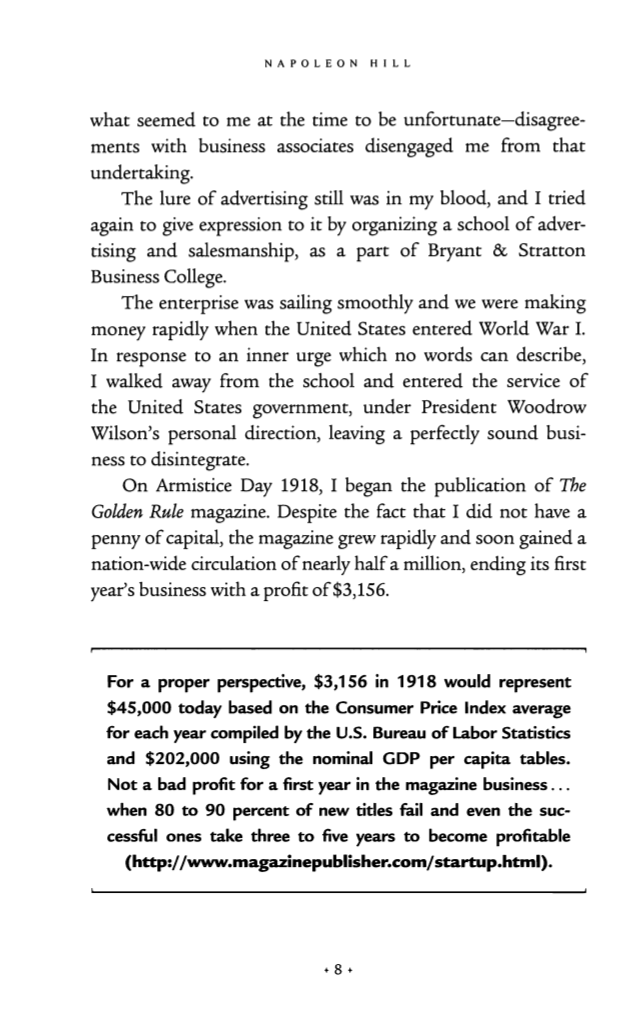 NAPOLEON HILL
what seemed to me at the time to be unfortunate—disagree-
ments with business associates disengaged me from that
undertaking.
The lure of advertising still was in my blood, and I tried
again to give expression to it by organizing a school of adver-
tising and salesmanship, as a part of Bryant & Stratton
Business College.
The enterprise was sailing smoothly and we were making
money rapidly when the United States entered World War I.
In response to an inner urge which no words can describe,
I walked away from the school and entered the service of
the United States government, under President Woodrow
Wilson's personal direction, leaving a perfectly sound busi-
ness to disintegrate.
On Armistice Day 1918, I began the publication of The
Golden Rule magazine. Despite the fact that I did not have a
penny of capital, the magazine grew rapidly and soon gained a
nation-wide circulation of nearly half a million, ending its first
year's business with a profit of $3,156.
For a proper perspective, $3,156 in 1918 would represent
$45,000 today based on the Consumer Price Index average
for each year compiled by the U.S. Bureau of Labor Statistics
and $202,000 using the nominal GDP per capita tables.
Not a bad profit for a first year in the magazine business...
when 80 to 90 percent of new titles fail and even the suc-
cessful ones take three to five years to become profitable
(http://www.magazinepublisher.com/startup.html).
• 8 •